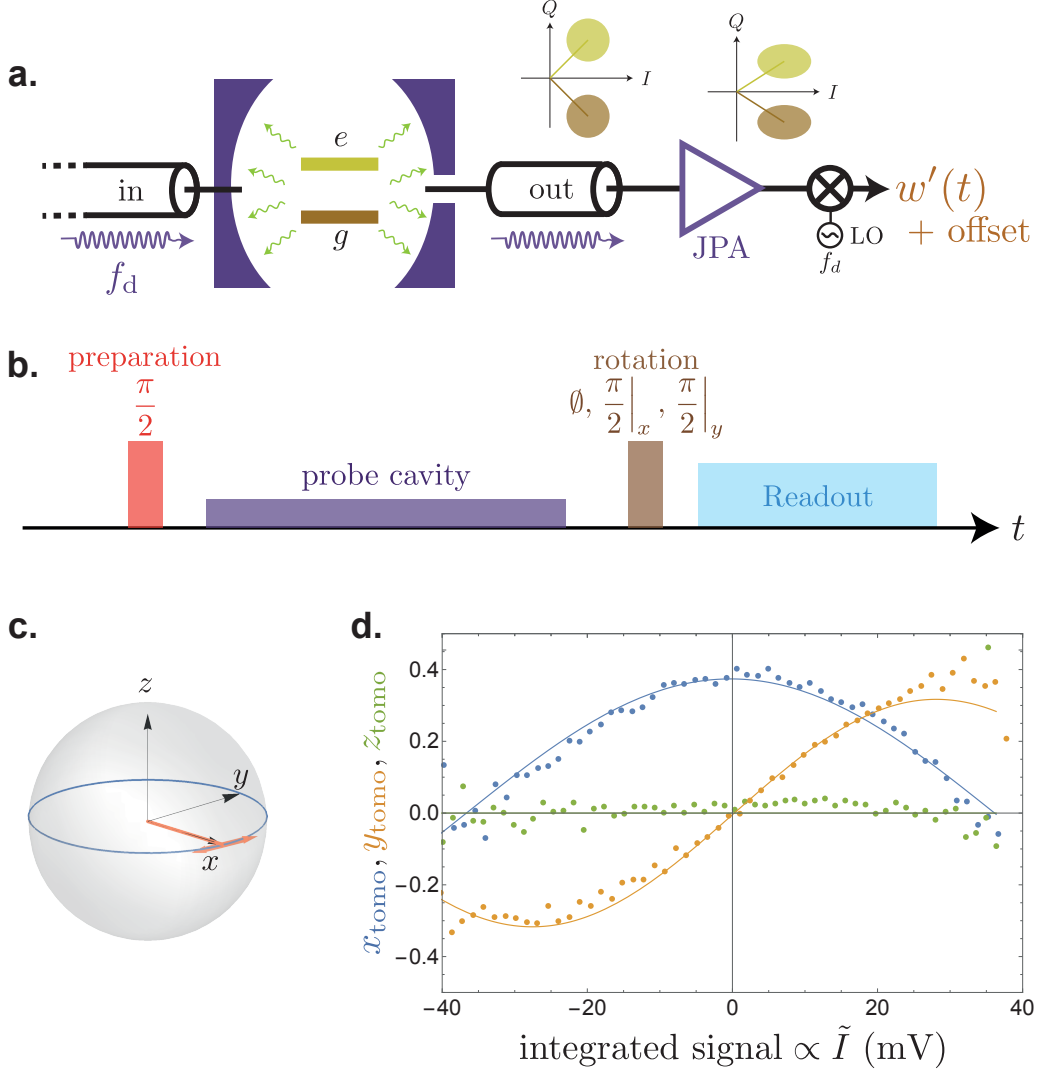 a.
Q
I
Q
I
in
e
g
out
JPA
LO
f_d
w′(t)
+ offset
f_d
b.
preparation
π/2
probe cavity
rotation
∅, π/2|_x , π/2|_y
Readout
t
c.
z
y
x
d.
x_tomo, y_tomo, z_tomo
0.4
0.2
0.0
−0.2
−0.4
−40
−20
0
20
40
integrated signal ∝ Ĩ (mV)